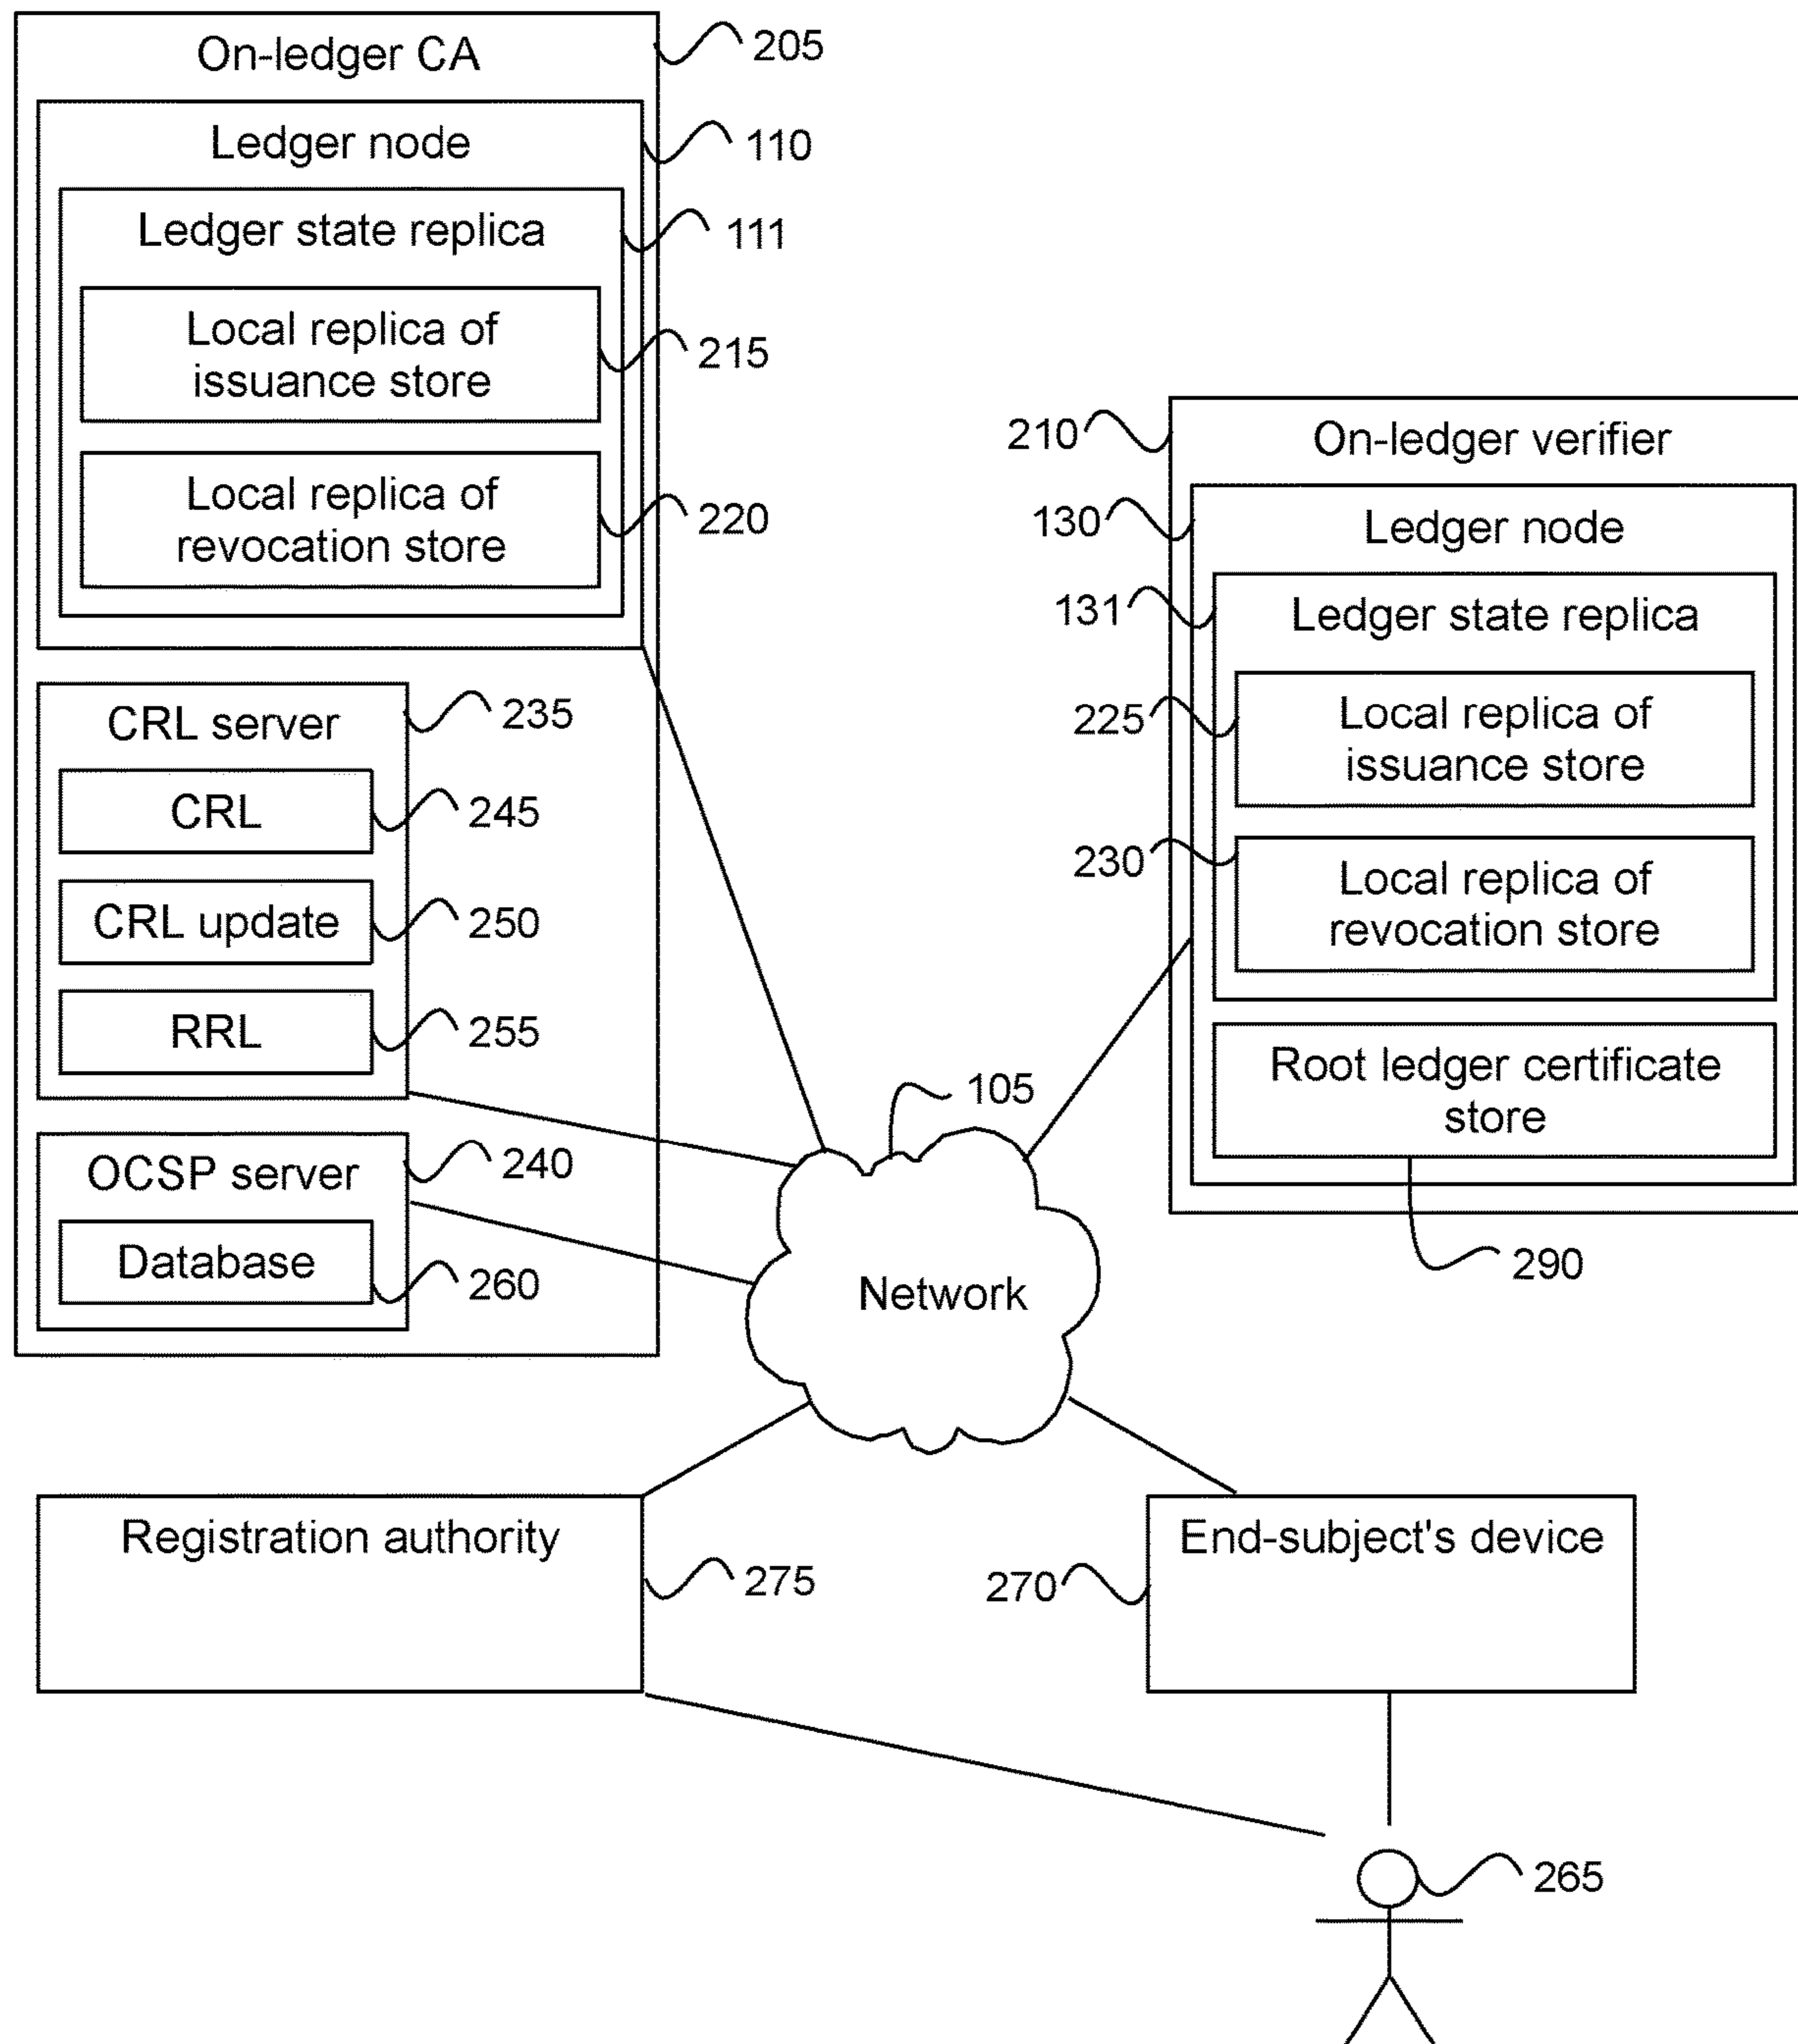 On-ledger CA
205
Ledger node
110
Ledger state replica
111
Local replica of
issuance store
215
Local replica of
revocation store
220
CRL server
235
CRL
245
CRL update
250
RRL
255
OCSP server
240
Database
260
210
On-ledger verifier
130
Ledger node
131
Ledger state replica
225
Local replica of
issuance store
230
Local replica of
revocation store
Root ledger certificate
store
290
105
Network
Registration authority
275
270
End-subject's device
265